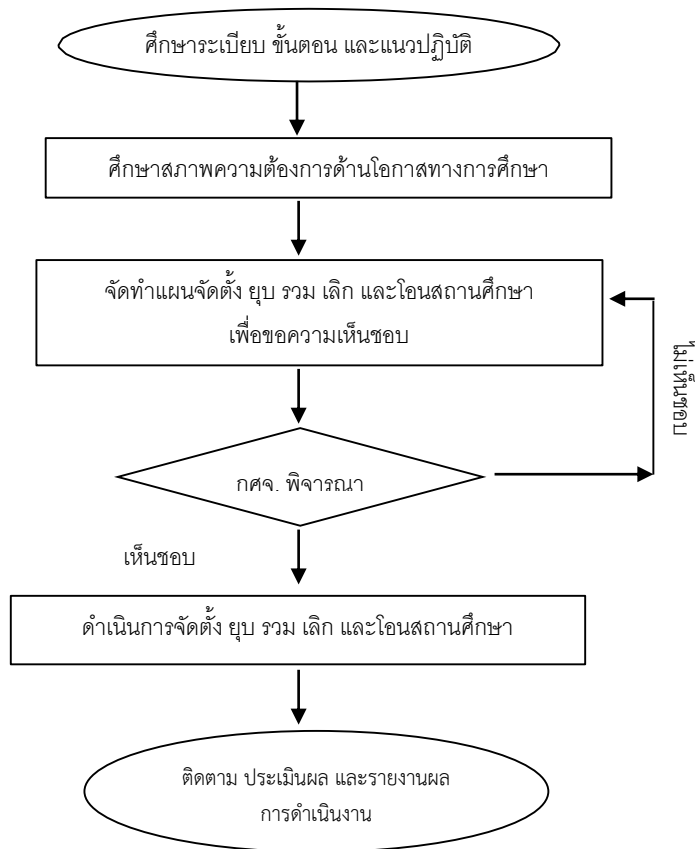 ศึกษาระเบียบ ขั้นตอน และแนวปฏิบัติ
ศึกษาสภาพความต้องการด้านโอกาสทางการศึกษา
จัดทำแผนจัดตั้ง ยุบ รวม เลิก และโอนสถานศึกษา
เพื่อขอความเห็นชอบ
ไม่เห็นชอบ
กศจ. พิจารณา
เห็นชอบ
ดำเนินการจัดตั้ง ยุบ รวม เลิก และโอนสถานศึกษา
ติดตาม ประเมินผล และรายงานผล
การดำเนินงาน